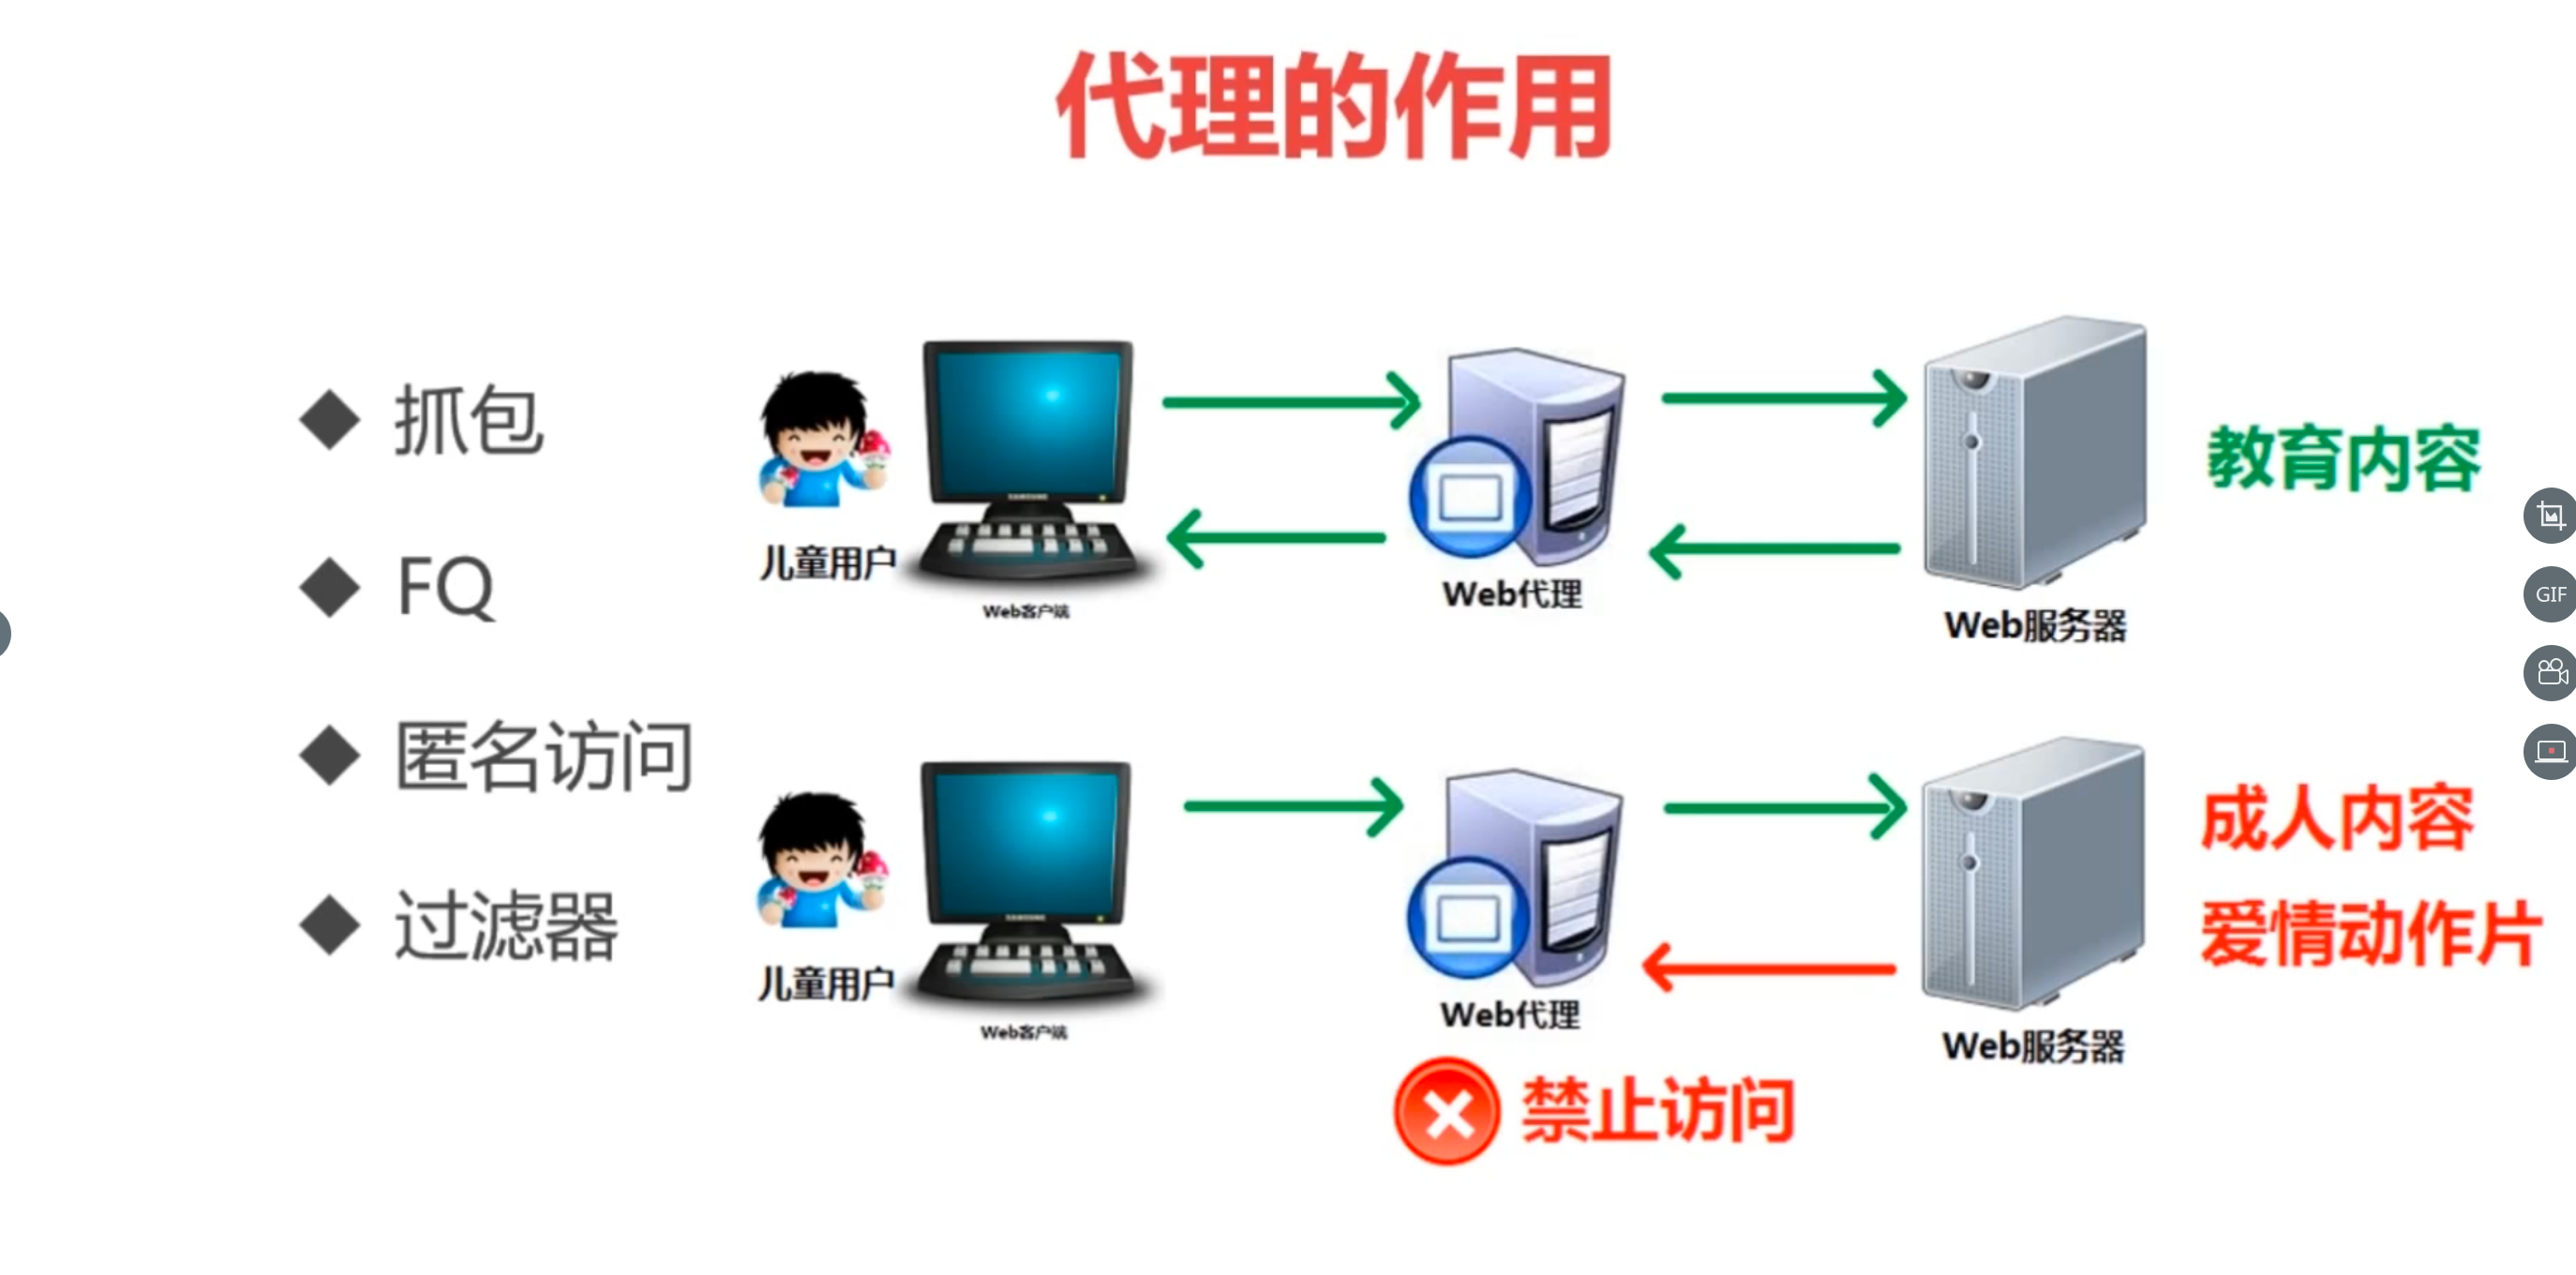 代理的作用
抓包
FQ
匿名访问
过滤器
儿童用户
Web客户端
Web代理
Web服务器
教育内容
儿童用户
Web客户端
Web代理
Web服务器
成人内容
爱情动作片
禁止访问
GIF